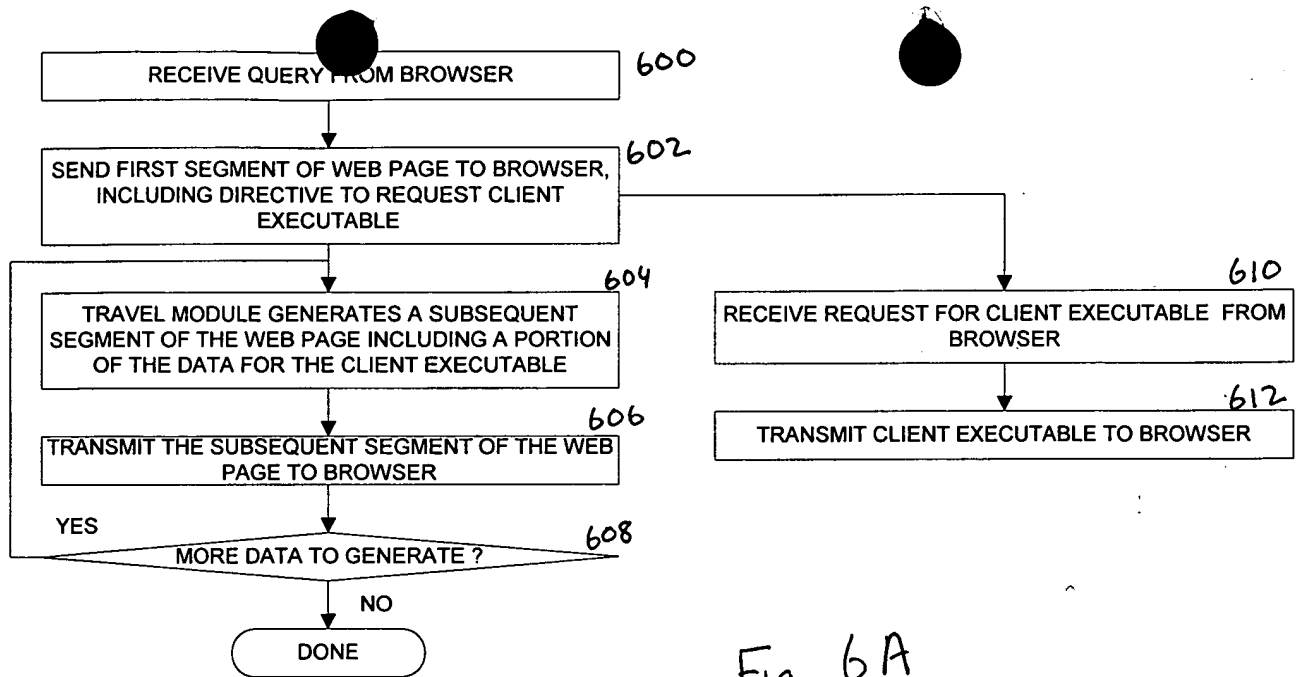 RECEIVE QUERY FROM BROWSER
600
SEND FIRST SEGMENT OF WEB PAGE TO BROWSER,
INCLUDING DIRECTIVE TO REQUEST CLIENT
EXECUTABLE
602
604
TRAVEL MODULE GENERATES A SUBSEQUENT
SEGMENT OF THE WEB PAGE INCLUDING A PORTION
OF THE DATA FOR THE CLIENT EXECUTABLE
606
TRANSMIT THE SUBSEQUENT SEGMENT OF THE WEB
PAGE TO BROWSER
YES
608
MORE DATA TO GENERATE ?
NO
DONE
610
RECEIVE REQUEST FOR CLIENT EXECUTABLE FROM
BROWSER
612
TRANSMIT CLIENT EXECUTABLE TO BROWSER
Fig 6A